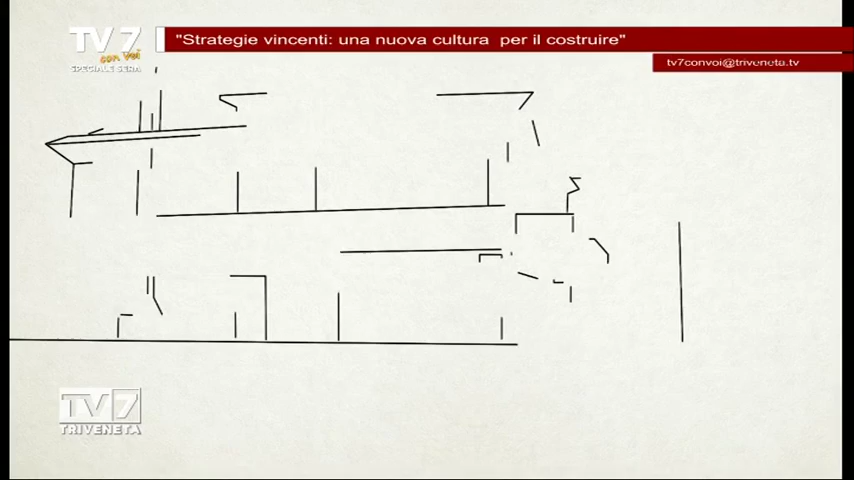 TV7
con voi
SPECIALE SERA
"Strategie vincenti: una nuova cultura per il costruire"
tv7convoi@triveneta.tv
TV7
TRIVENETA